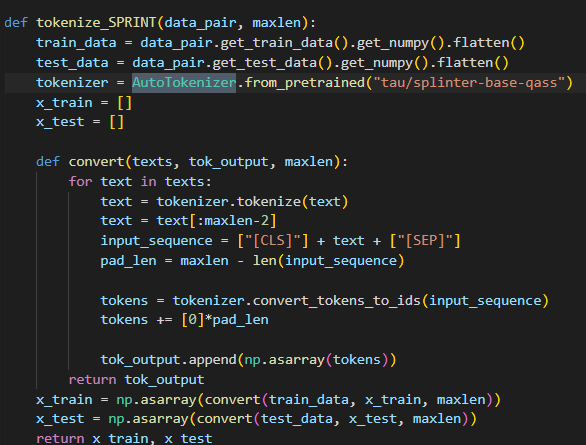 def tokenize_SPRINT(data_pair, maxlen):
    train_data = data_pair.get_train_data().get_numpy().flatten()
    test_data = data_pair.get_test_data().get_numpy().flatten()
    tokenizer = AutoTokenizer.from_pretrained("tau/splinter-base-qass")
    x_train = []
    x_test = []

    def convert(texts, tok_output, maxlen):
        for text in texts:
            text = tokenizer.tokenize(text)
            text = text[:maxlen-2]
            input_sequence = ["[CLS]"] + text + ["[SEP]"]
            pad_len = maxlen - len(input_sequence)

            tokens = tokenizer.convert_tokens_to_ids(input_sequence)
            tokens += [0]*pad_len

            tok_output.append(np.asarray(tokens))
        return tok_output
    x_train = np.asarray(convert(train_data, x_train, maxlen))
    x_test = np.asarray(convert(test_data, x_test, maxlen))
    return x_train, x_test